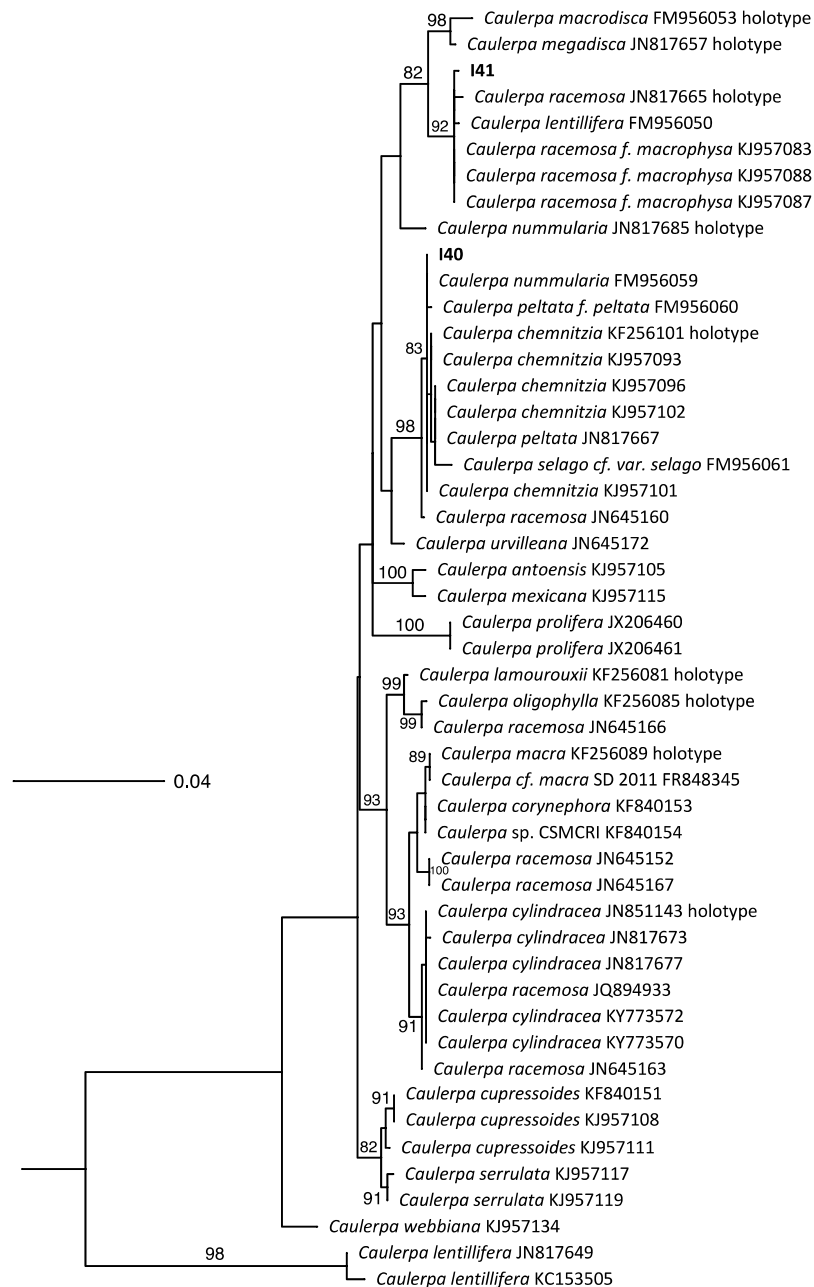 98
Caulerpa macrodisca FM956053 holotype
Caulerpa megadisca JN817657 holotype
82
I41
Caulerpa racemosa JN817665 holotype
92
Caulerpa lentillifera FM956050
Caulerpa racemosa f. macrophysa KJ957083
Caulerpa racemosa f. macrophysa KJ957088
Caulerpa racemosa f. macrophysa KJ957087
Caulerpa nummularia JN817685 holotype
I40
Caulerpa nummularia FM956059
Caulerpa peltata f. peltata FM956060
Caulerpa chemnitzia KF256101 holotype
83
Caulerpa chemnitzia KJ957093
Caulerpa chemnitzia KJ957096
Caulerpa chemnitzia KJ957102
98
Caulerpa peltata JN817667
Caulerpa selago cf. var. selago FM956061
Caulerpa chemnitzia KJ957101
Caulerpa racemosa JN645160
Caulerpa urvilleana JN645172
100
Caulerpa antoensis KJ957105
Caulerpa mexicana KJ957115
100
Caulerpa prolifera JX206460
Caulerpa prolifera JX206461
Caulerpa lamourouxii KF256081 holotype
99
Caulerpa oligophylla KF256085 holotype
99
Caulerpa racemosa JN645166
89
Caulerpa macra KF256089 holotype
0.04
Caulerpa cf. macra SD 2011 FR848345
93
Caulerpa corynephora KF840153
Caulerpa sp. CSMCRI KF840154
Caulerpa racemosa JN645152
100
Caulerpa racemosa JN645167
93
Caulerpa cylindracea JN851143 holotype
Caulerpa cylindracea JN817673
Caulerpa cylindracea JN817677
Caulerpa racemosa JQ894933
Caulerpa cylindracea KY773572
91
Caulerpa cylindracea KY773570
Caulerpa racemosa JN645163
91
Caulerpa cupressoides KF840151
Caulerpa cupressoides KJ957108
82
Caulerpa cupressoides KJ957111
Caulerpa serrulata KJ957117
91
Caulerpa serrulata KJ957119
Caulerpa webbiana KJ957134
98
Caulerpa lentillifera JN817649
Caulerpa lentillifera KC153505